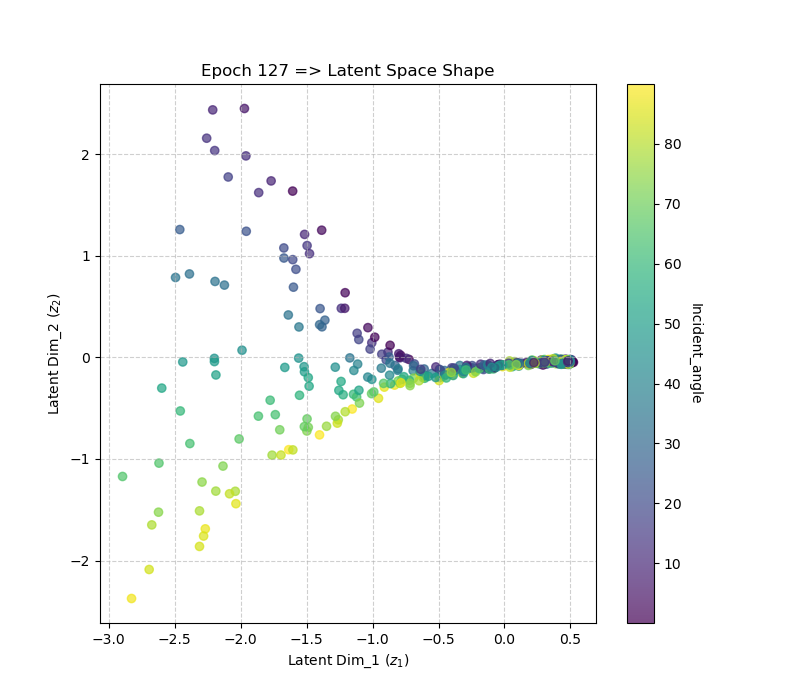 Epoch 127 => Latent Space Shape
Latent Dim_2 (z₂)
2
1
0
−1
−2
−3.0 −2.5 −2.0 −1.5 −1.0 −0.5 0.0 0.5
Latent Dim_1 (z₁)
80
70
60
50
40
30
20
10
Incident_angle